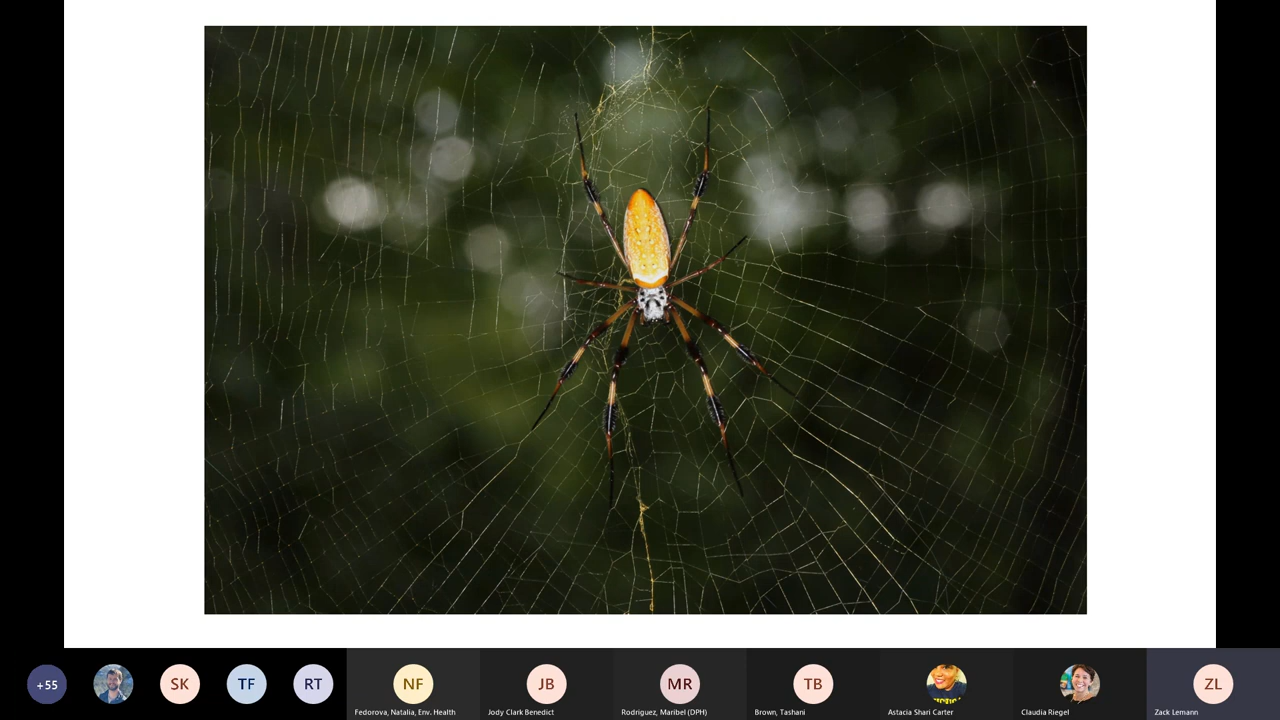 +55
SK
TF
RT
NF
JB
MR
TB
ZL
Fedorova, Natalia, Env. Health
Jody Clark Benedict
Rodriguez, Maribel (DPH)
Brown, Tashani
Astacia Shari Carter
Claudia Riegel
Zack Lemann